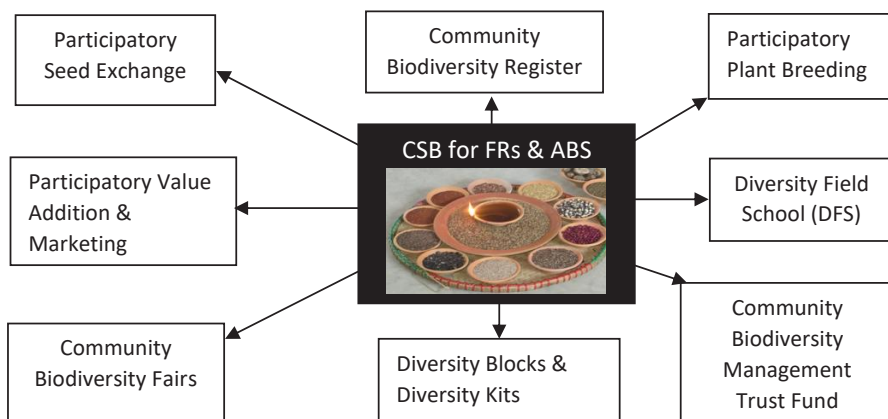 Participatory
Seed Exchange
Community
Biodiversity Register
Participatory
Plant Breeding
CSB for FRs & ABS
Participatory Value
Addition &
Marketing
Diversity Field
School (DFS)
Community
Biodiversity Fairs
Diversity Blocks &
Diversity Kits
Community
Biodiversity
Management
Trust Fund